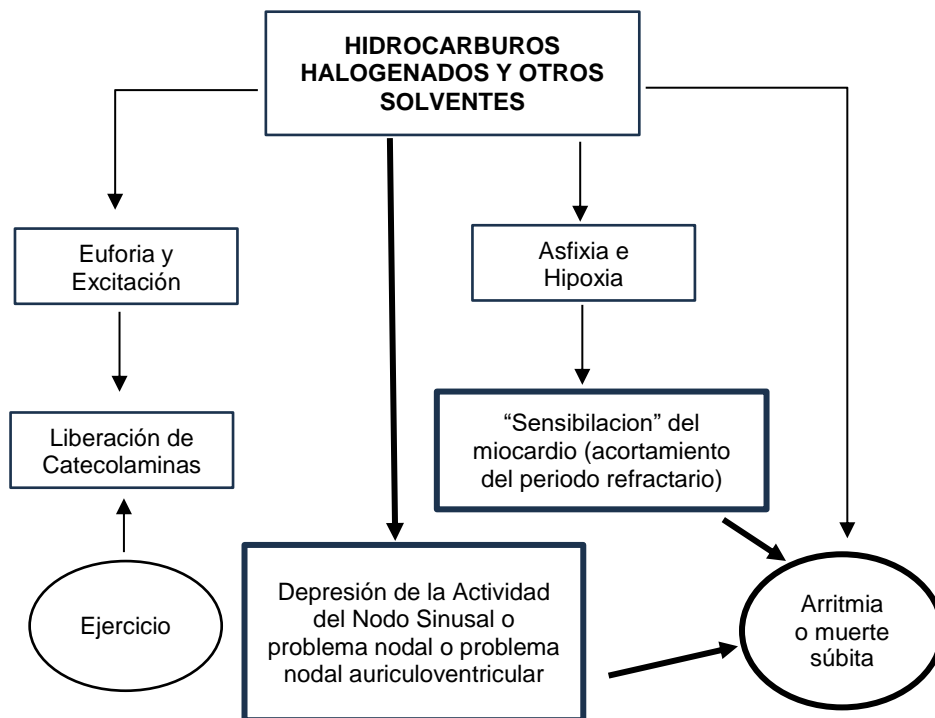 HIDROCARBUROS
HALOGENADOS Y OTROS
SOLVENTES
Euforia y
Excitación
Asfixia e
Hipoxia
Liberación de
Catecolaminas
“Sensibilacion” del
miocardio (acortamiento
del periodo refractario)
Ejercicio
Depresión de la Actividad
del Nodo Sinusal o
problema nodal o problema
nodal auriculoventricular
Arritmia
o muerte
súbita